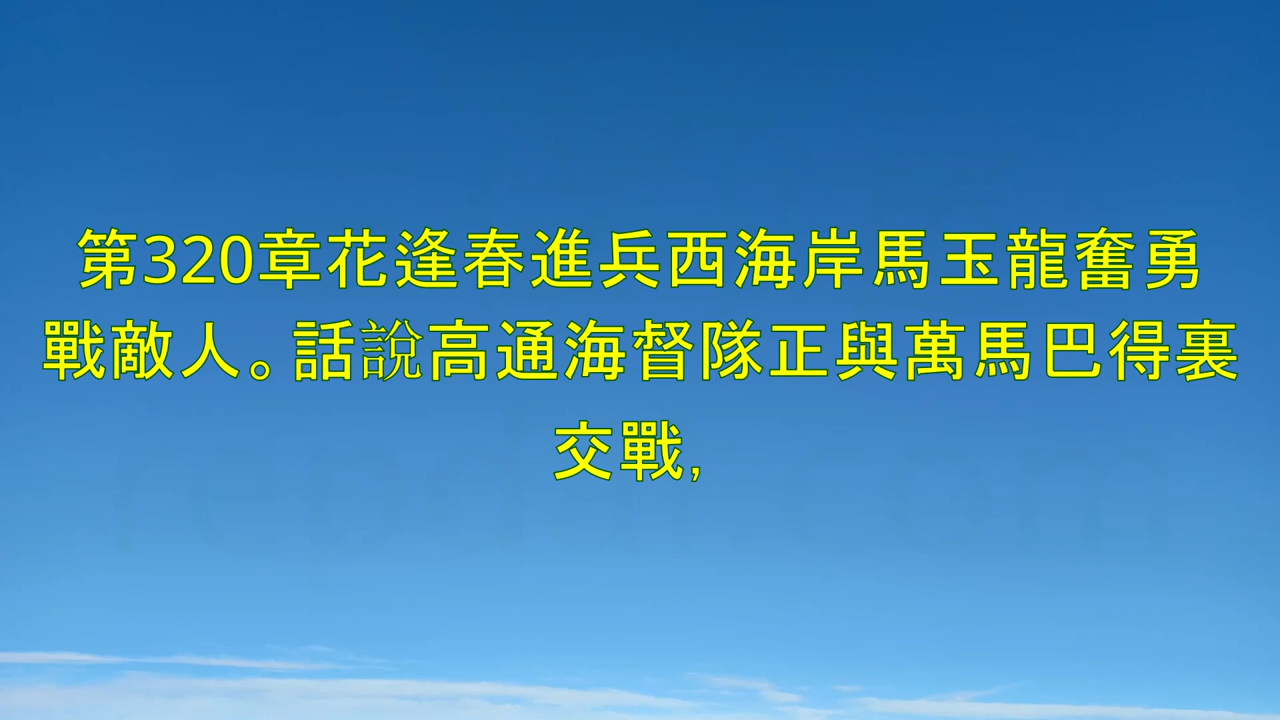 第320章花逢春進兵西海岸馬玉龍奮勇
戰敵人。話說高通海督隊正與萬馬巴得裏
交戰,